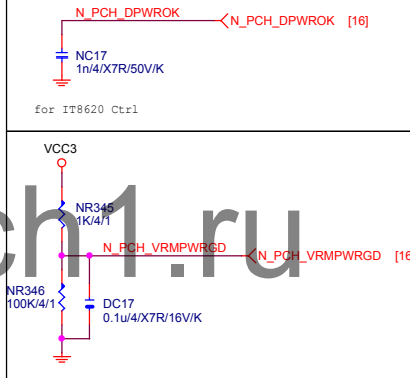 N_PCH_DPWROK
N_PCH_DPWROK [16]
NC17
1n/4/X7R/50V/K
for IT8620 Ctrl
VCC3
NR345
1K/4/1
ch1.ru
N_PCH_VRMPWRGD
N_PCH_VRMPWRGD [16
NR346
100K/4/1
DC17
0.1u/4/X7R/16V/K